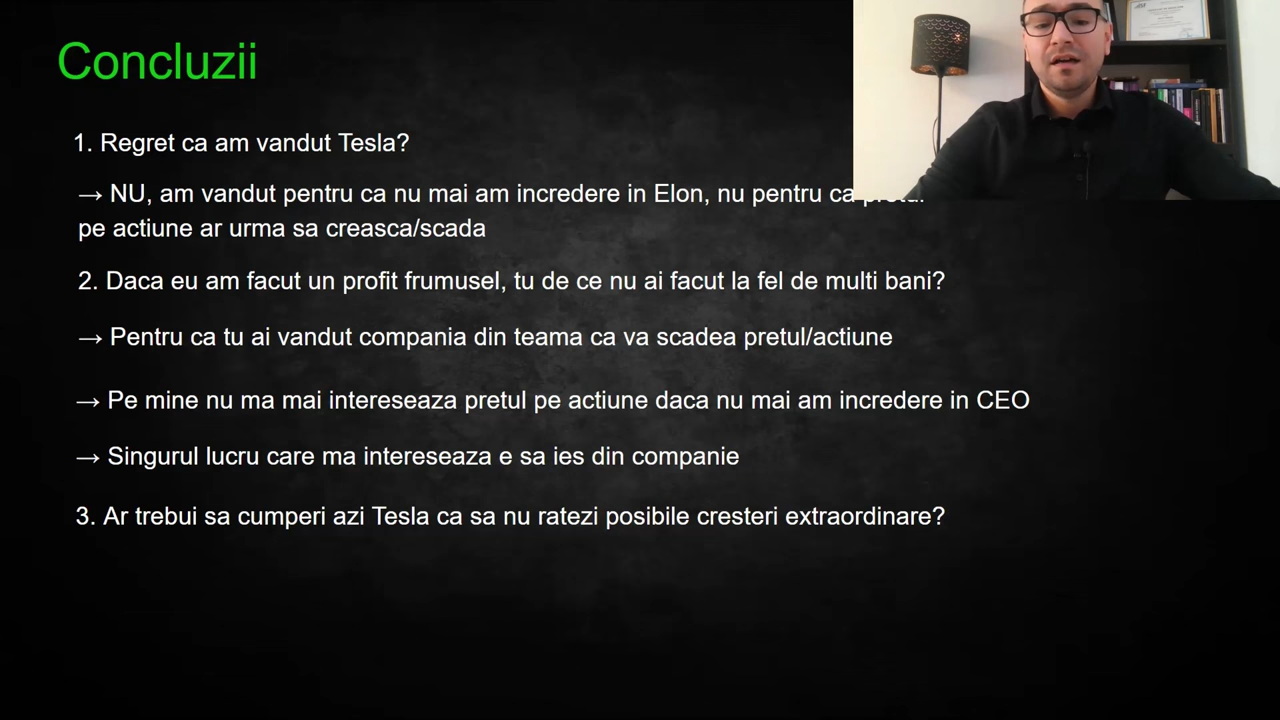 Concluzii
1. Regret ca am vandut Tesla?
→ NU, am vandut pentru ca nu mai am incredere in Elon, nu pentru ca
pe actiune ar urma sa creasca/scada
2. Daca eu am facut un profit frumusel, tu de ce nu ai facut la fel de multi bani?
→ Pentru ca tu ai vandut compania din teama ca va scadea pretul/actiune
→ Pe mine nu ma mai intereseaza pretul pe actiune daca nu mai am incredere in CEO
→ Singurul lucru care ma intereseaza e sa ies din companie
3. Ar trebui sa cumperi azi Tesla ca sa nu ratezi posibile cresteri extraordinare?